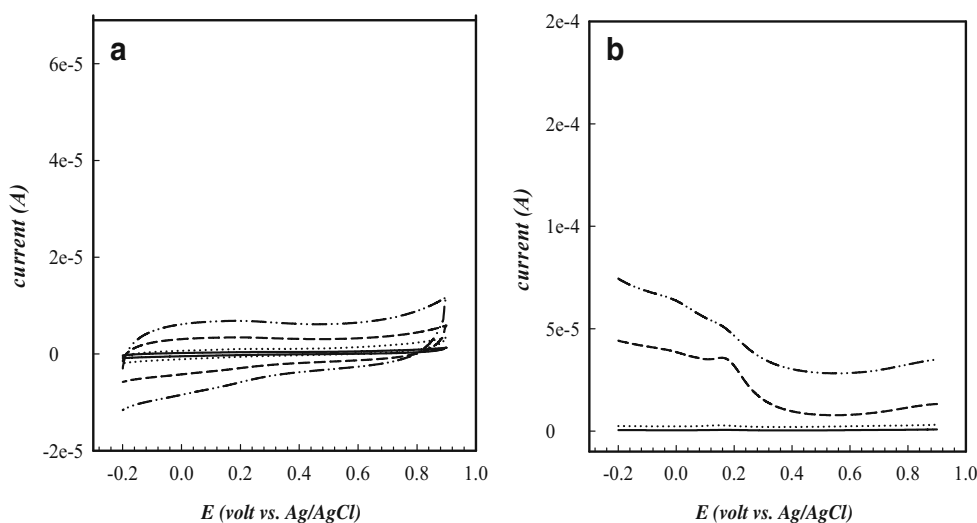 a
6e-5
4e-5
2e-5
0
-2e-5
current (A)
-0.2 0.0 0.2 0.4 0.6 0.8 1.0
E (volt vs. Ag/AgCl)
b
2e-4
2e-4
1e-4
5e-5
0
current (A)
-0.2 0.0 0.2 0.4 0.6 0.8 1.0
E (volt vs. Ag/AgCl)